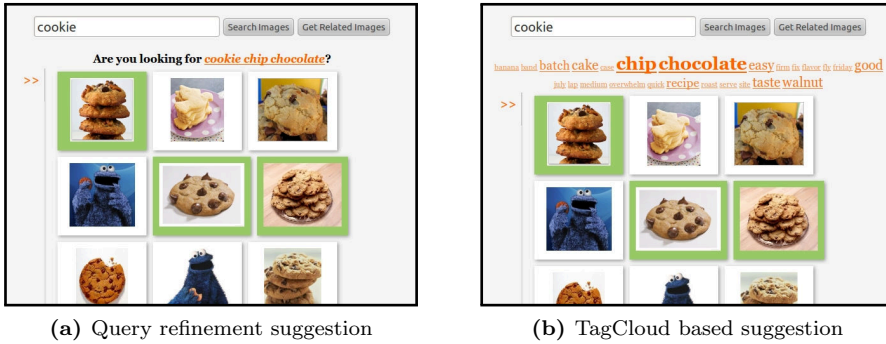 cookie
Search Images
Get Related Images
Are you looking for cookie chip chocolate?
>>
(a) Query refinement suggestion
cookie
Search Images
Get Related Images
banana band batch cake case chip chocolate easy firm fix flavor fly friday good
july lap medium overwhelm quick recipe roast serve site taste walnut
>>
(b) TagCloud based suggestion